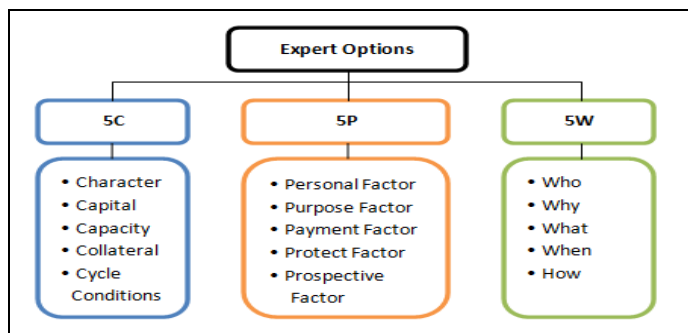 Expert Options
5C
5P
5W
• Character
• Capital
• Capacity
• Collateral
• Cycle
Conditions
• Personal Factor
• Purpose Factor
• Payment Factor
• Protect Factor
• Prospective
Factor
• Who
• Why
• What
• When
• How